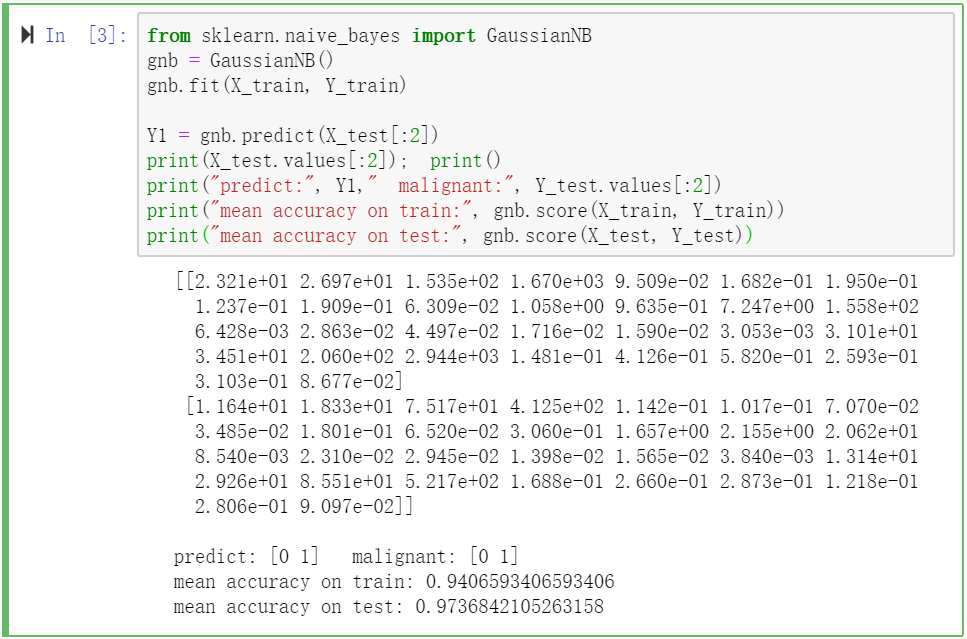 In [3]:
from sklearn.naive_bayes import GaussianNB
gnb = GaussianNB()
gnb.fit(X_train, Y_train)
Y1 = gnb.predict(X_test[:2])
print(X_test.values[:2]);  print()
print("predict:", Y1,"  malignant:", Y_test.values[:2])
print("mean accuracy on train:", gnb.score(X_train, Y_train))
print("mean accuracy on test:", gnb.score(X_test, Y_test))
[[2.321e+01 2.697e+01 1.535e+02 1.670e+03 9.509e-02 1.682e-01 1.950e-01
1.237e-01 1.909e-01 6.309e-02 1.058e+00 9.635e-01 7.247e+00 1.558e+02
6.428e-03 2.863e-02 4.497e-02 1.716e-02 1.590e-02 3.053e-03 3.101e+01
3.451e+01 2.060e+02 2.944e+03 1.481e-01 4.126e-01 5.820e-01 2.593e-01
3.103e-01 8.677e-02]
[1.164e+01 1.833e+01 7.517e+01 4.125e+02 1.142e-01 1.017e-01 7.070e-02
3.485e-02 1.801e-01 6.520e-02 3.060e-01 1.657e+00 2.155e+00 2.062e+01
8.540e-03 2.310e-02 2.945e-02 1.398e-02 1.565e-02 3.840e-03 1.314e+01
2.926e+01 8.551e+01 5.217e+02 1.688e-01 2.660e-01 2.873e-01 1.218e-01
2.806e-01 9.097e-02]]
predict: [0 1]   malignant: [0 1]
mean accuracy on train: 0.9406593406593406
mean accuracy on test: 0.9736842105263158